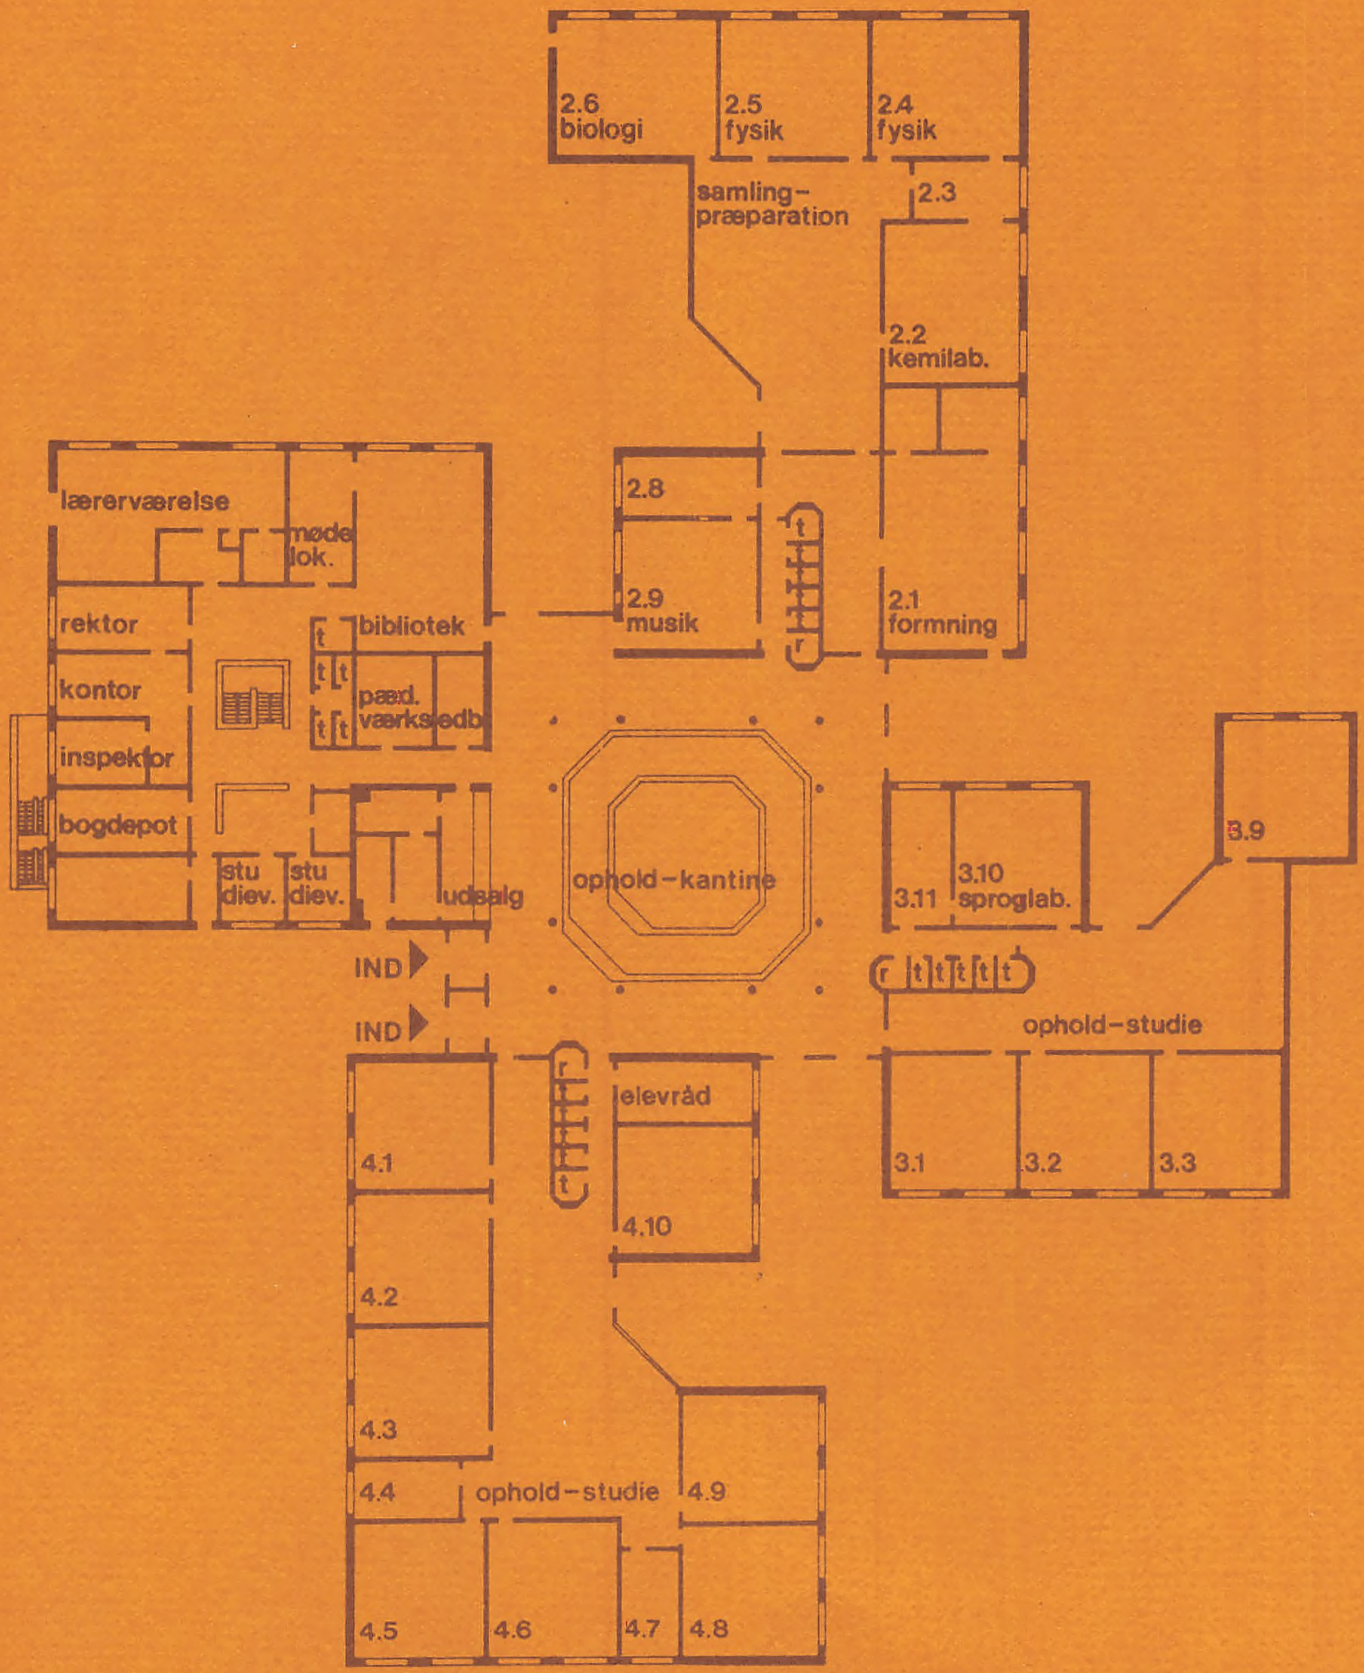 2.6
biologi
2.5
fysik
2.4
fysik
samling-
præparation
2.3
2.2
kemilab.
lærerværelse
møde
lok.
2.8
2.9
musik
2.1
formning
rektor
t
bibliotek
kontor
t t
pæd.
værkst
edb
inspektor
t t
bogdepot
stu
diev.
stu
diev.
udsalg
ophold-kantine
t
t
t
t
t
r
3.9
3.11
3.10
sproglab.
IND
IND
r t t t t t
ophold-studie
r
t
t
t
t
t
elevråd
4.1
4.10
3.1
3.2
3.3
4.2
4.3
4.4
ophold-studie
4.9
4.5
4.6
4.7
4.8